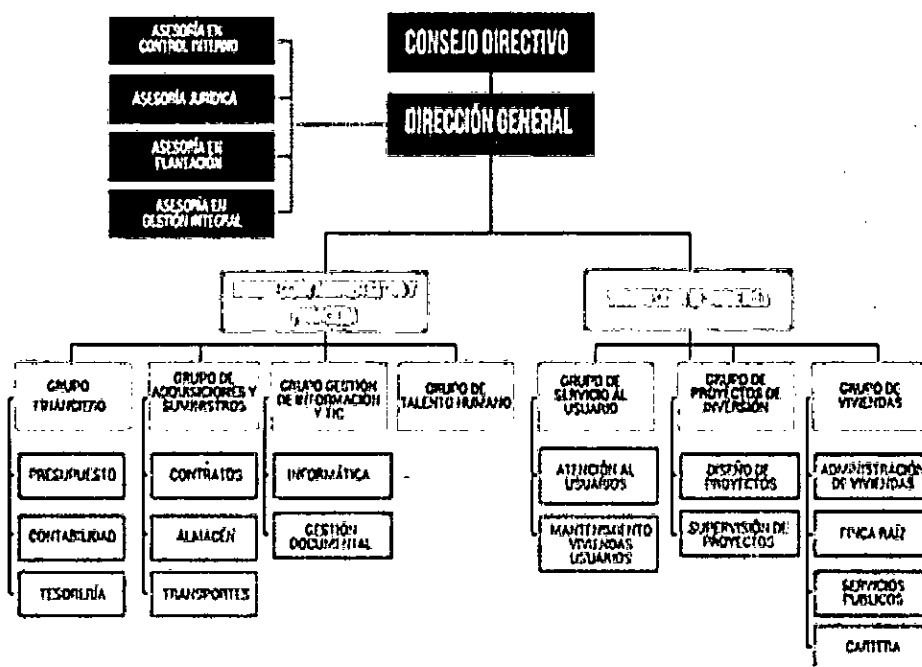 ASESORÍA EN
CONTROL INTERNO
CONSEJO DIRECTIVO
ASESORÍA JURÍDICA
DIRECCIÓN GENERAL
ASESORÍA EN
PLANEACIÓN
ASESORÍA EN
GESTIÓN INTEGRAL
GRUPO
FINANCIERO
GRUPO DE
ADQUISICIONES Y
SUMINISTROS
GRUPO GESTIÓN
DE INFORMACIÓN
Y TIC
GRUPO DE
TALENTO HUMANO
GRUPO DE
SERVICIO AL
USUARIO
GRUPO DE
PROYECTOS DE
INVERSIÓN
GRUPO DE
VIVIENDAS
PRESUPUESTO
CONTRATOS
INFORMÁTICA
ATENCIÓN AL
USUARIOS
DISEÑO DE
PROYECTOS
ADMINISTRACIÓN
DE VIVIENDAS
CONTABILIDAD
ALMACÉN
GESTIÓN
DOCUMENTAL
MANTENIMIENTO
VIVIENDAS
USUARIOS
SUPERVISIÓN DE
PROYECTOS
FINCA RAÍZ
TESORERÍA
TRANSPORTES
SERVICIOS
PÚBLICOS
CARTERA